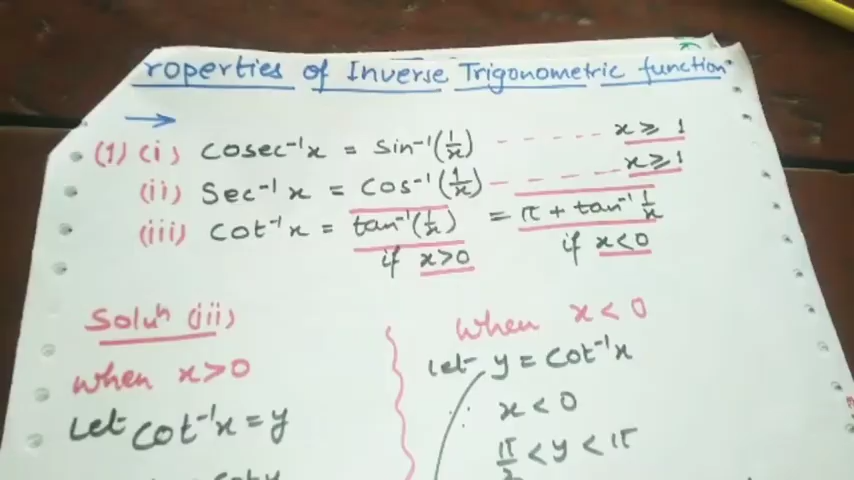 roperties of Inverse Trigonometric function
(1) (i) cosec⁻¹x = sin⁻¹(1/x) ------- x ⩾ 1
(ii) Sec⁻¹ x = cos⁻¹(1/x) ------- x ⩾ 1
(iii) cot⁻¹x = tan⁻¹(1/x) = π + tan⁻¹ 1/x
if x>0 if x<0
Soluⁿ (iii)
when x>0
Let cot⁻¹x = y
when x < 0
let y = cot⁻¹x
∵ x < 0
π/2 < y < π